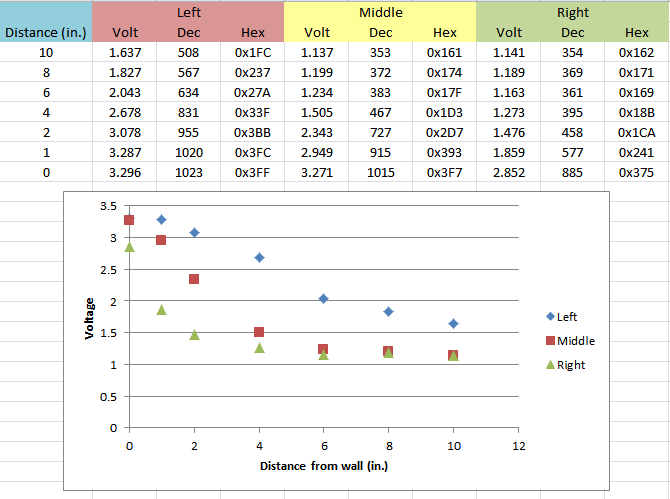 Left Middle Right
Distance (in.) Volt Dec Hex Volt Dec Hex Volt Dec Hex
10 1.637 508 0x1FC 1.137 353 0x161 1.141 354 0x162
8 1.827 567 0x237 1.199 372 0x174 1.189 369 0x171
6 2.043 634 0x27A 1.234 383 0x17F 1.163 361 0x169
4 2.678 831 0x33F 1.505 467 0x1D3 1.273 395 0x18B
2 3.078 955 0x3BB 2.343 727 0x2D7 1.476 458 0x1CA
1 3.287 1020 0x3FC 2.949 915 0x393 1.859 577 0x241
0 3.296 1023 0x3FF 3.271 1015 0x3F7 2.852 885 0x375
3.5
3
2.5
2
1.5
1
0.5
0
Voltage
0 2 4 6 8 10 12
Distance from wall (in.)
Left
Middle
Right